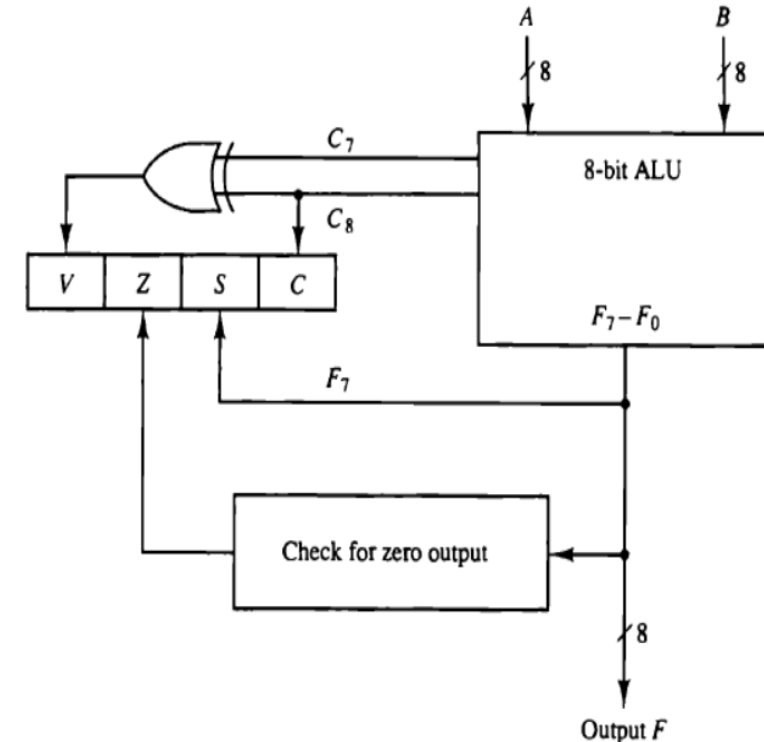 A B
8 8
C7
8-bit ALU
C8
V Z S C
F7 – F0
F7
Check for zero output
8
Output F